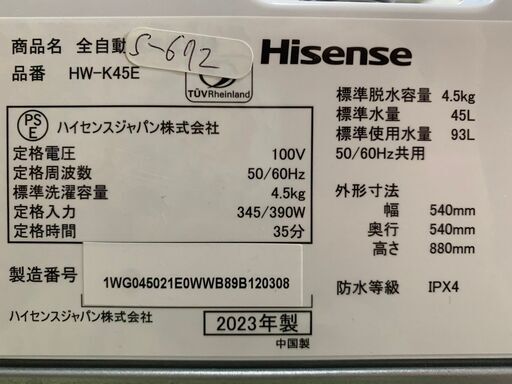 商品名 全自動
S-672
Hisense
品番 HW-K45E
TÜVRheinland
PS
E
ハイセンスジャパン株式会社
定格電圧 100V
定格周波数 50/60Hz
標準洗濯容量 4.5kg
定格入力 345/390W
定格時間 35分
標準脱水容量 4.5kg
標準水量 45L
標準使用水量 93L
50/60Hz共用
外形寸法
幅 540mm
奥行 540mm
高さ 880mm
製造番号 1WG045021E0WWB89B120308
防水等級 IPX4
ハイセンスジャパン株式会社
2023年製
中国製